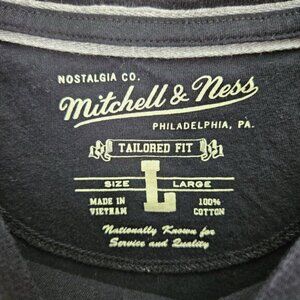 NOSTALGIA CO.
Mitchell & Ness
PHILADELPHIA, PA.
TAILORED FIT
SIZE L LARGE
MADE IN VIETNAM
100% COTTON
Nationally Known for
Service and Quality